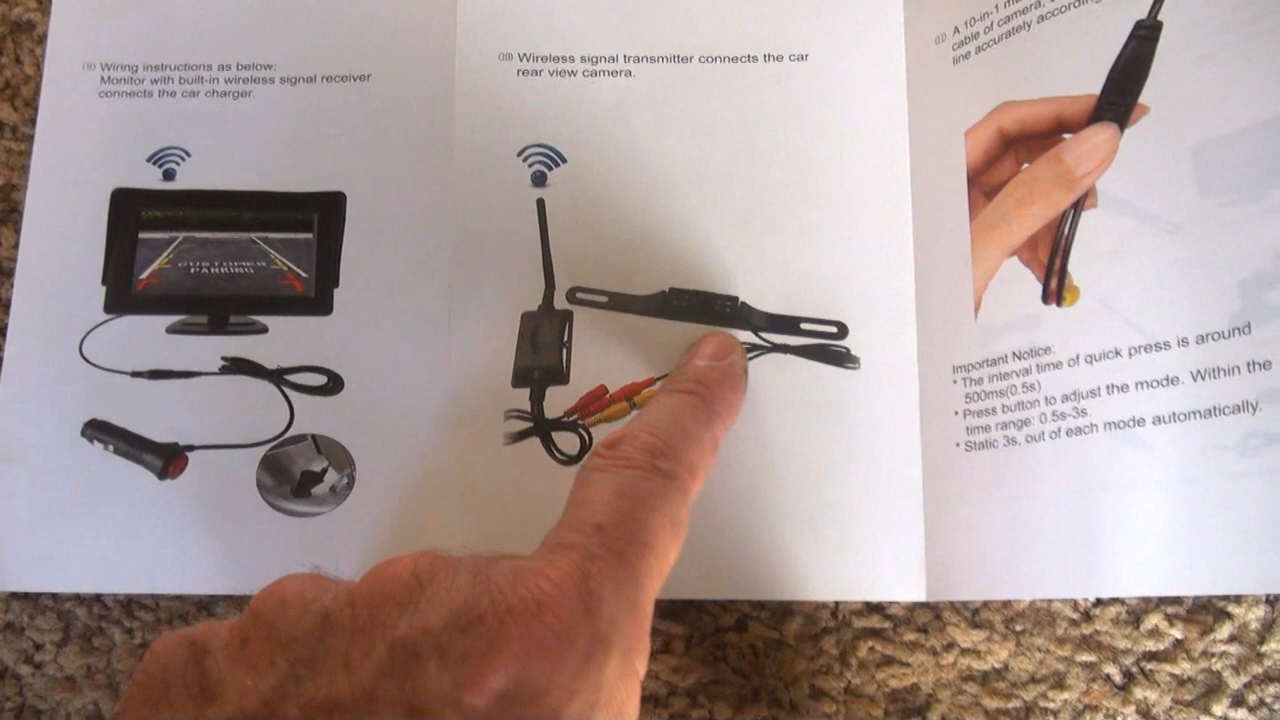 (9) Wiring instructions as below:
Monitor with built-in wireless signal receiver
connects the car charger.
CUSTOMER
PARKING
(10) Wireless signal transmitter connects the car
rear view camera.
(11) A 10-in-1
cable of camera.
line accurately according
Important Notice:
* The interval time of quick press is around
500ms(0.5s)
* Press button to adjust the mode. Within the
time range: 0.5s-3s.
* Static 3s, out of each mode automatically.